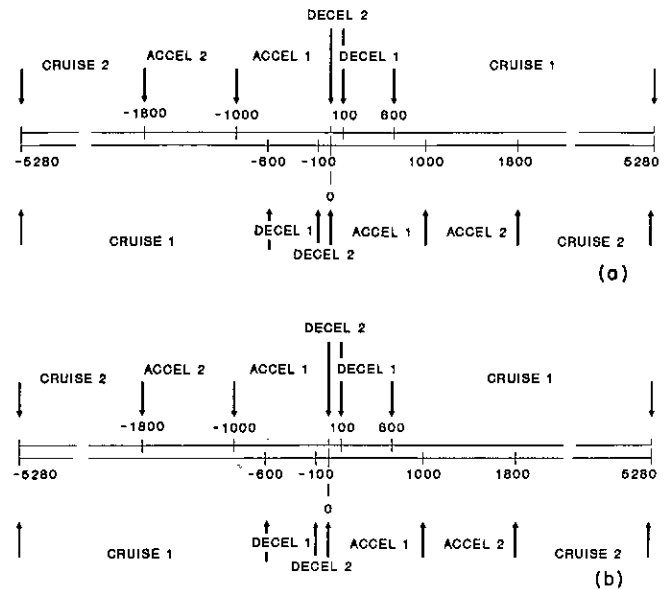 DECEL 2
CRUISE 2 ACCEL 2 ACCEL 1 DECEL 1 CRUISE 1
-1800 -1000 100 600
-5280 -600 -100 1000 1800 5280
0
CRUISE 1 DECEL 1 ACCEL 1 ACCEL 2 CRUISE 2
DECEL 2
(a)
DECEL 2
CRUISE 2 ACCEL 2 ACCEL 1 DECEL 1 CRUISE 1
-1800 -1000 100 600
-5280 -600 -100 1000 1800 5280
0
CRUISE 1 DECEL 1 ACCEL 1 ACCEL 2 CRUISE 2
DECEL 2
(b)